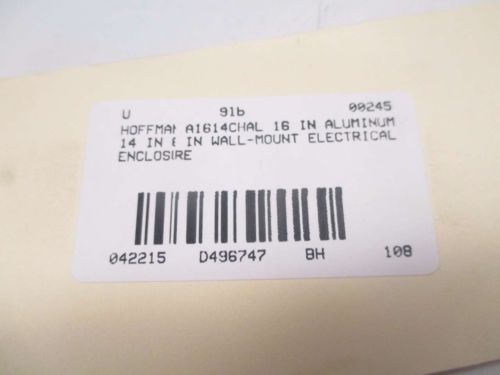 U 91b 00245
HOFFMAN A1614CHAL 16 IN ALUMINUM
14 IN 6 IN WALL-MOUNT ELECTRICAL
ENCLOSIRE
042215 D496747 BH 108